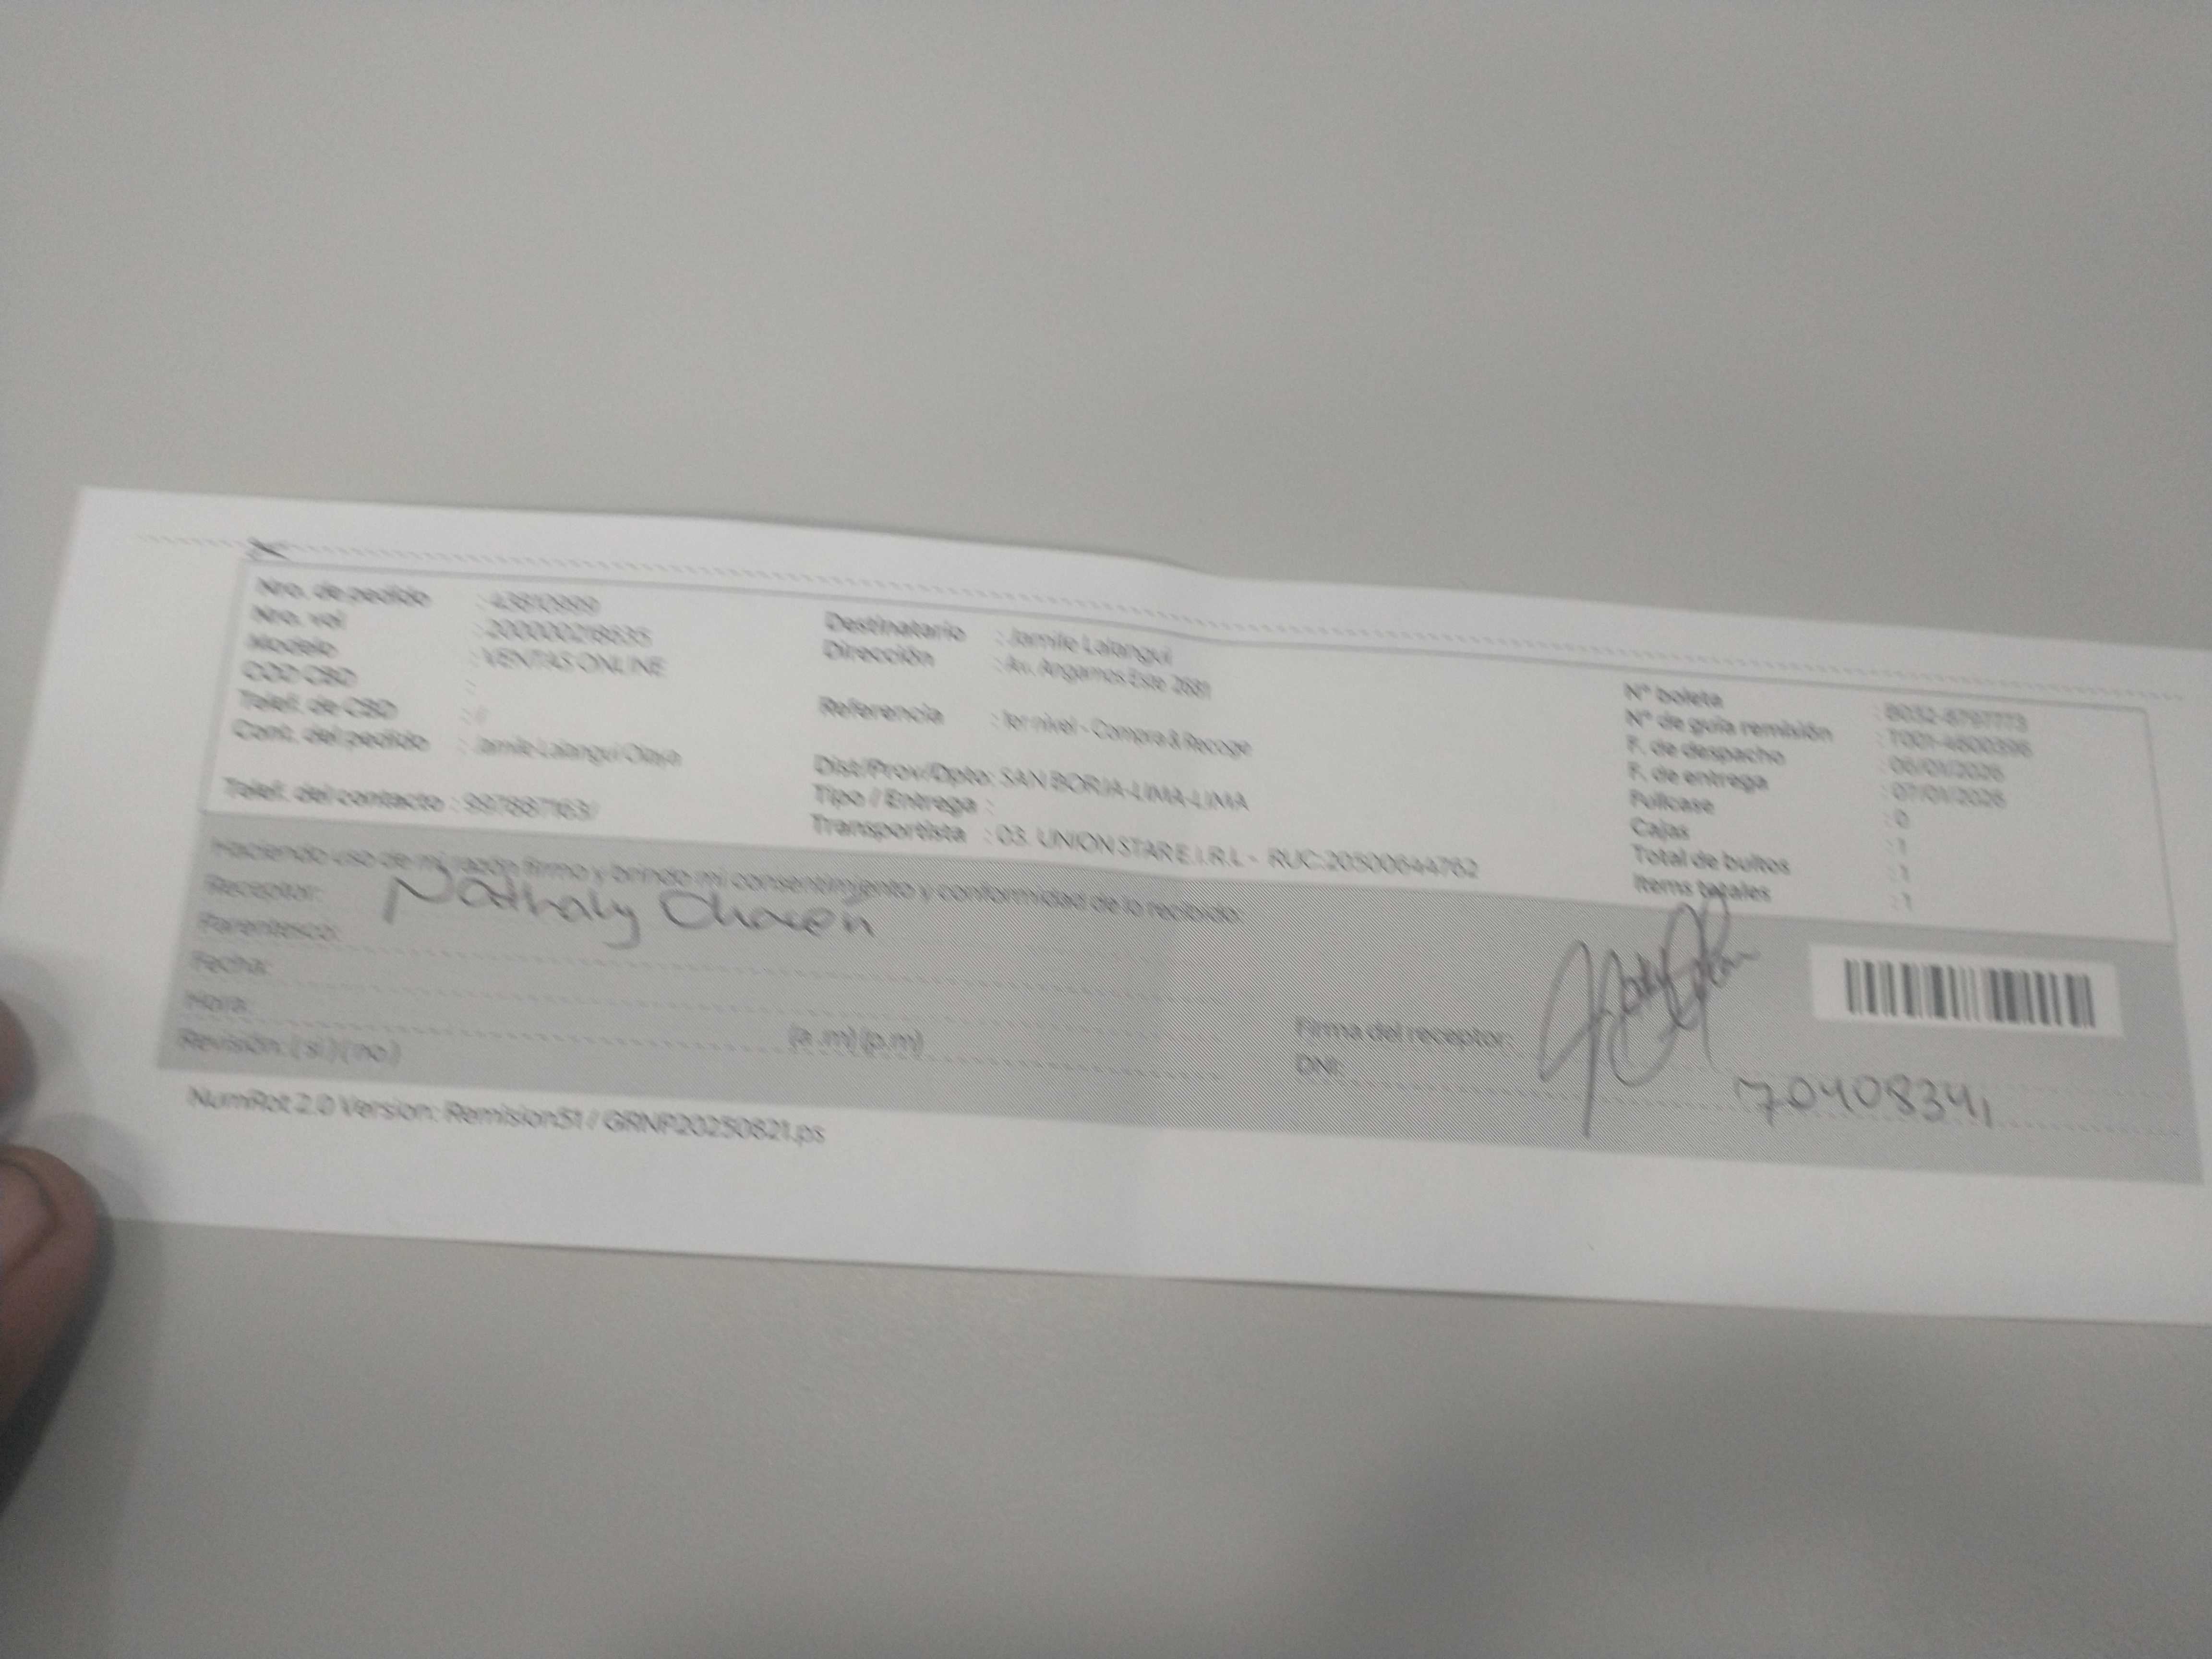 Nro. de pedido : 43810999
Nro. vol : 200000218635
Modelo : VENTAS ONLINE
COD CBD :
Telef. de CBD : /
Cont. del pedido : Jamile Lalangui Olaya
Telef. del contacto : 997887163/
Destinatario : Jamile Lalangui
Dirección : Av. Angamos Este 2681
Referencia : 1er nivel - Compra & Recoge
Dist/Prov/Dpto: SAN BORJA-LIMA-LIMA
Tipo / Entrega :
Transportista : 03. UNION STAR E.I.R.L - RUC:20500644762
N° boleta : B032-8797773
N° de guía remisión : T001-4600396
F. de despacho : 06/01/2026
F. de entrega : 07/01/2026
Fullcase : 0
Cajas : 1
Total de bultos : 1
Items totales : 1
Haciendo uso de mi razón firmo y brindo mi consentimiento y conformidad de lo recibido:
Receptor: Nathaly Chacón
Parentesco:
Fecha:
Hora: (a .m) (p.m)
Revisión: ( si ) ( no )
Firma del receptor:
DNI: 70408341
NumRot 2.0 Version: Remision51 / GRNP20250821.ps